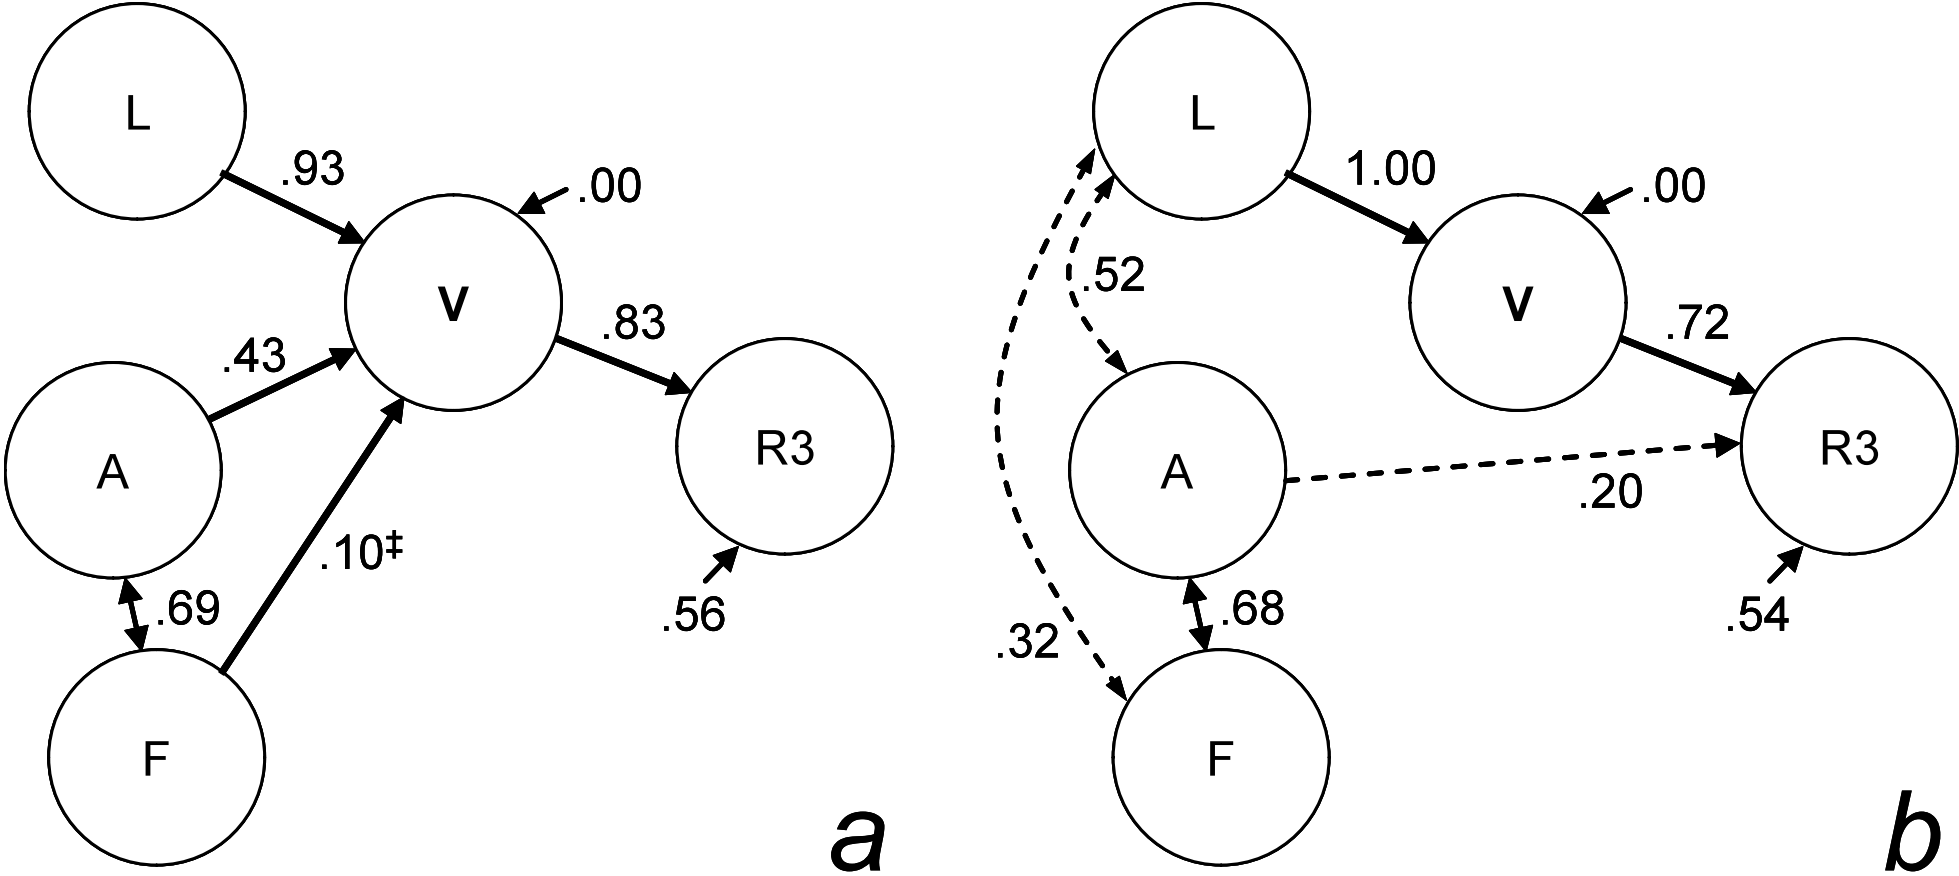 L
.93
.00
V
.83
.43
A
R3
.10‡
.69
.56
F
a
L
1.00
.00
.52
V
.72
A
R3
.20
.68
.54
.32
F
b